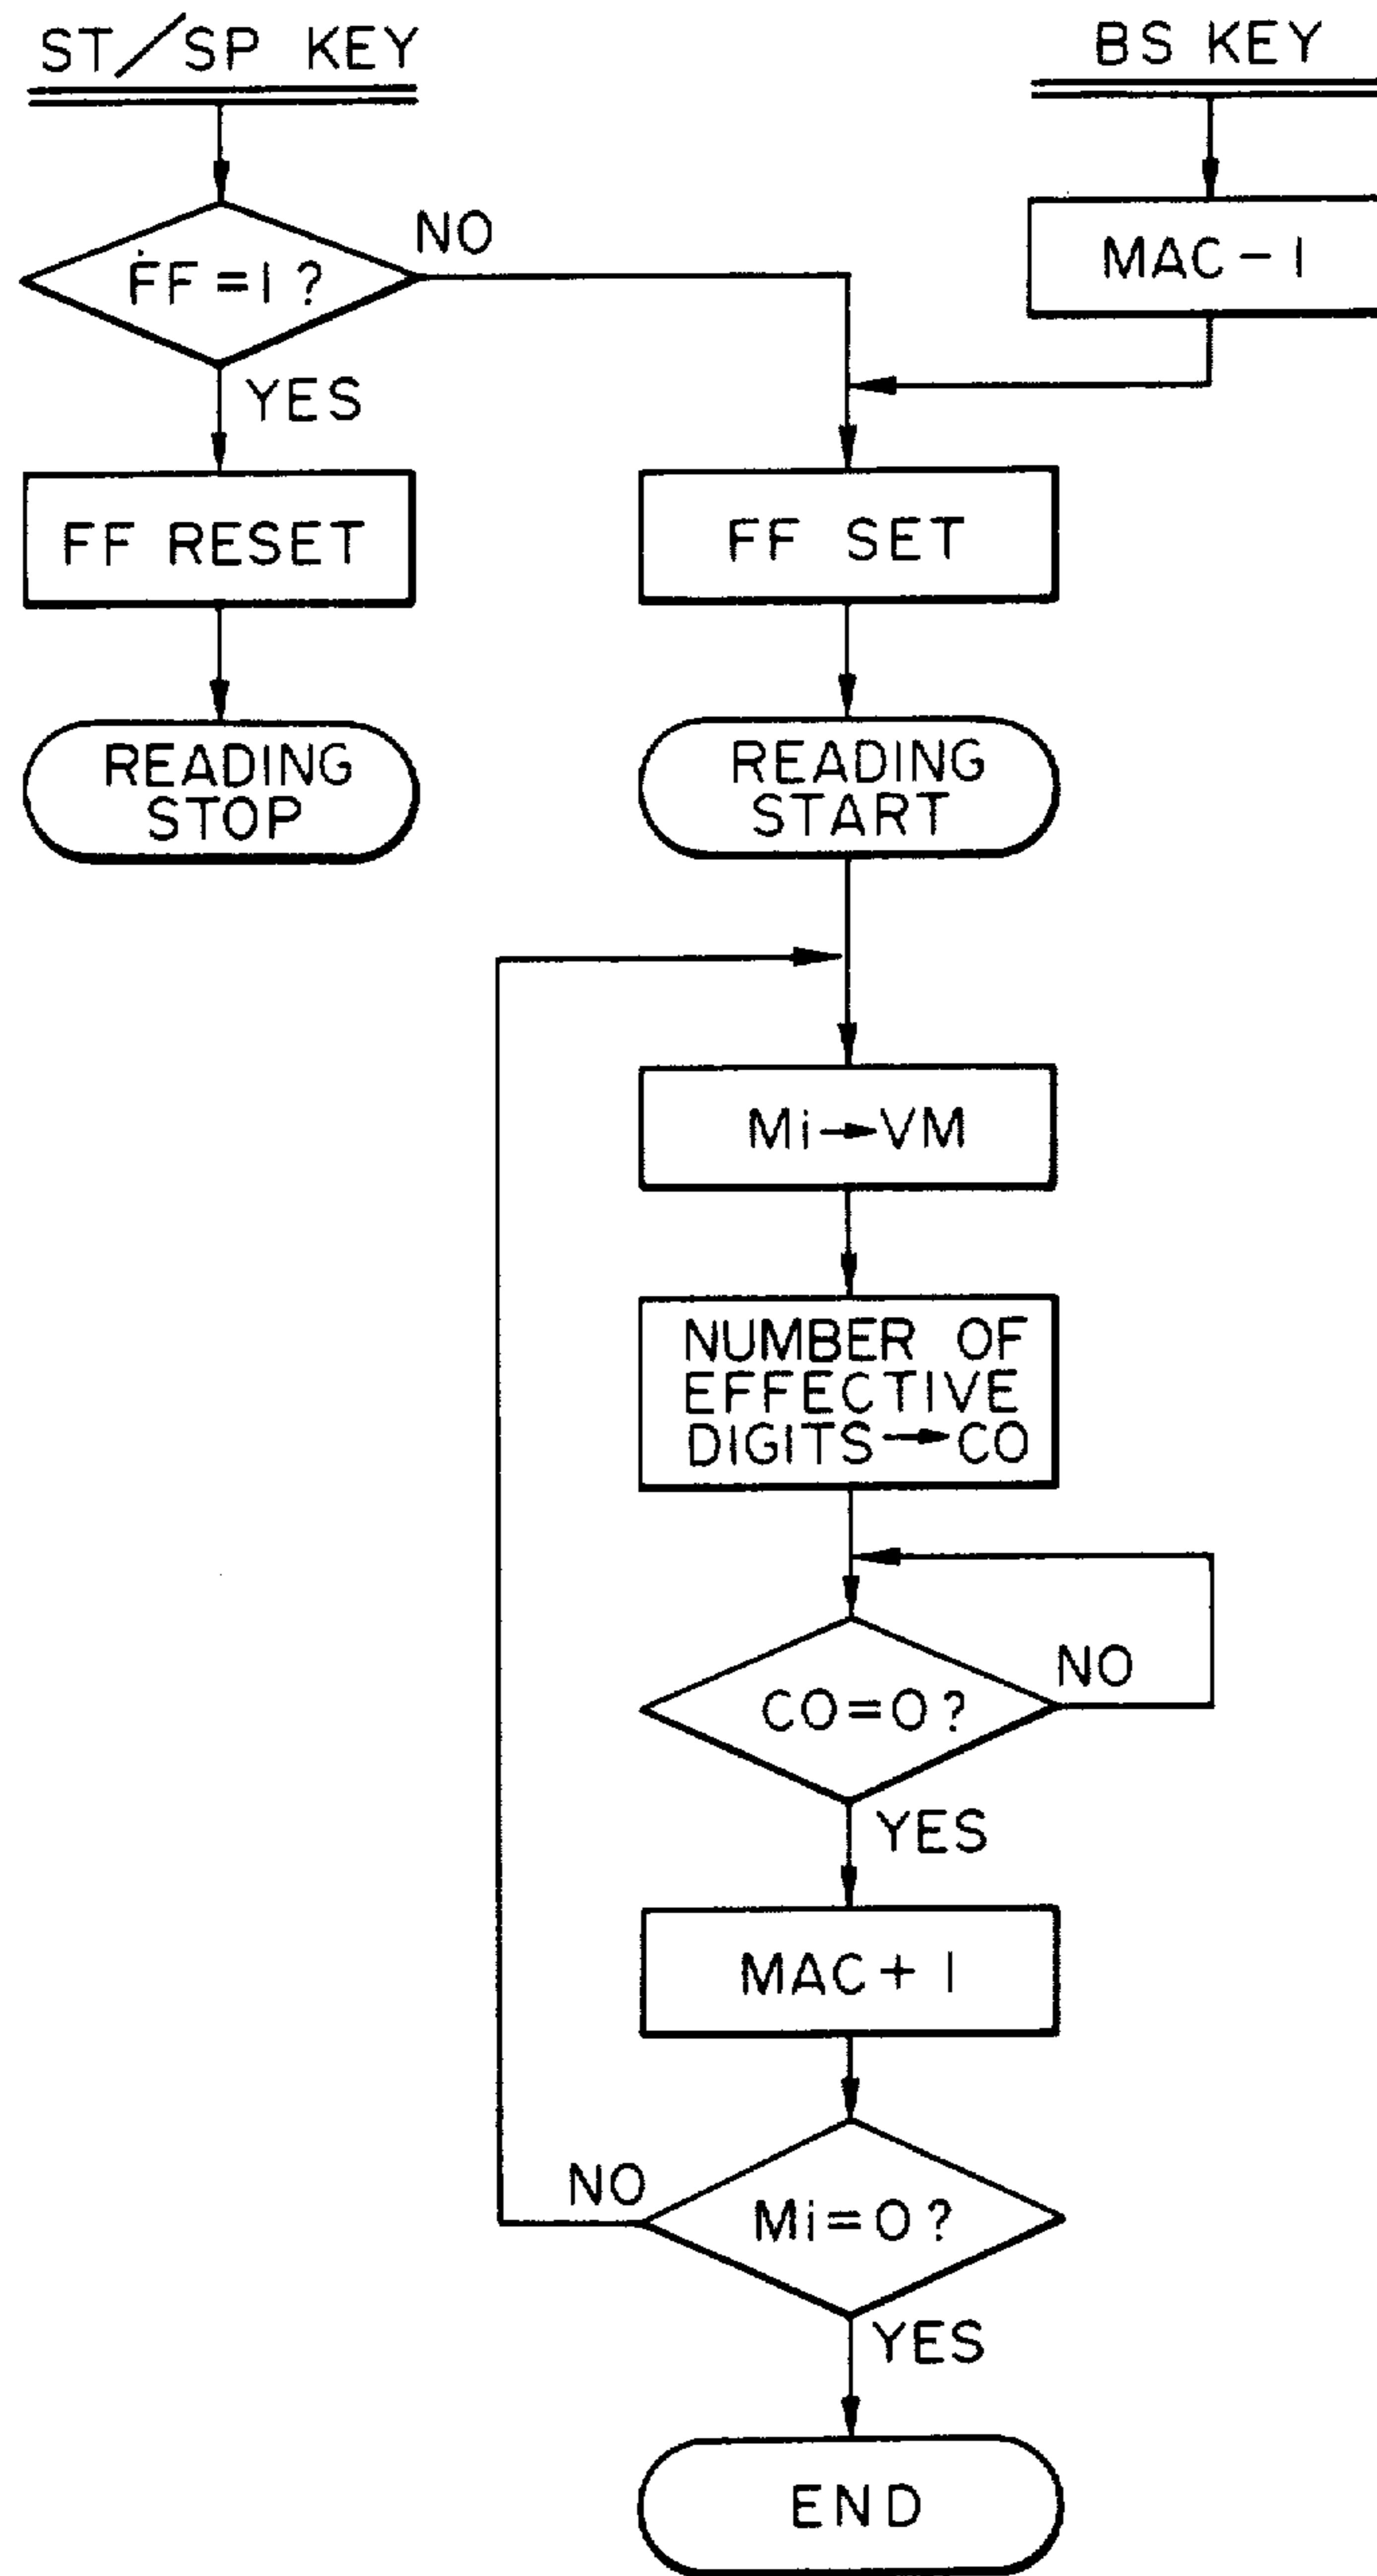 ST/SP KEY
BS KEY
FF=1?
NO
MAC-1
YES
FF RESET
FF SET
READING
STOP
READING
START
Mi→VM
NUMBER OF
EFFECTIVE
DIGITS→CO
CO=0?
NO
YES
MAC+1
NO
Mi=0?
YES
END